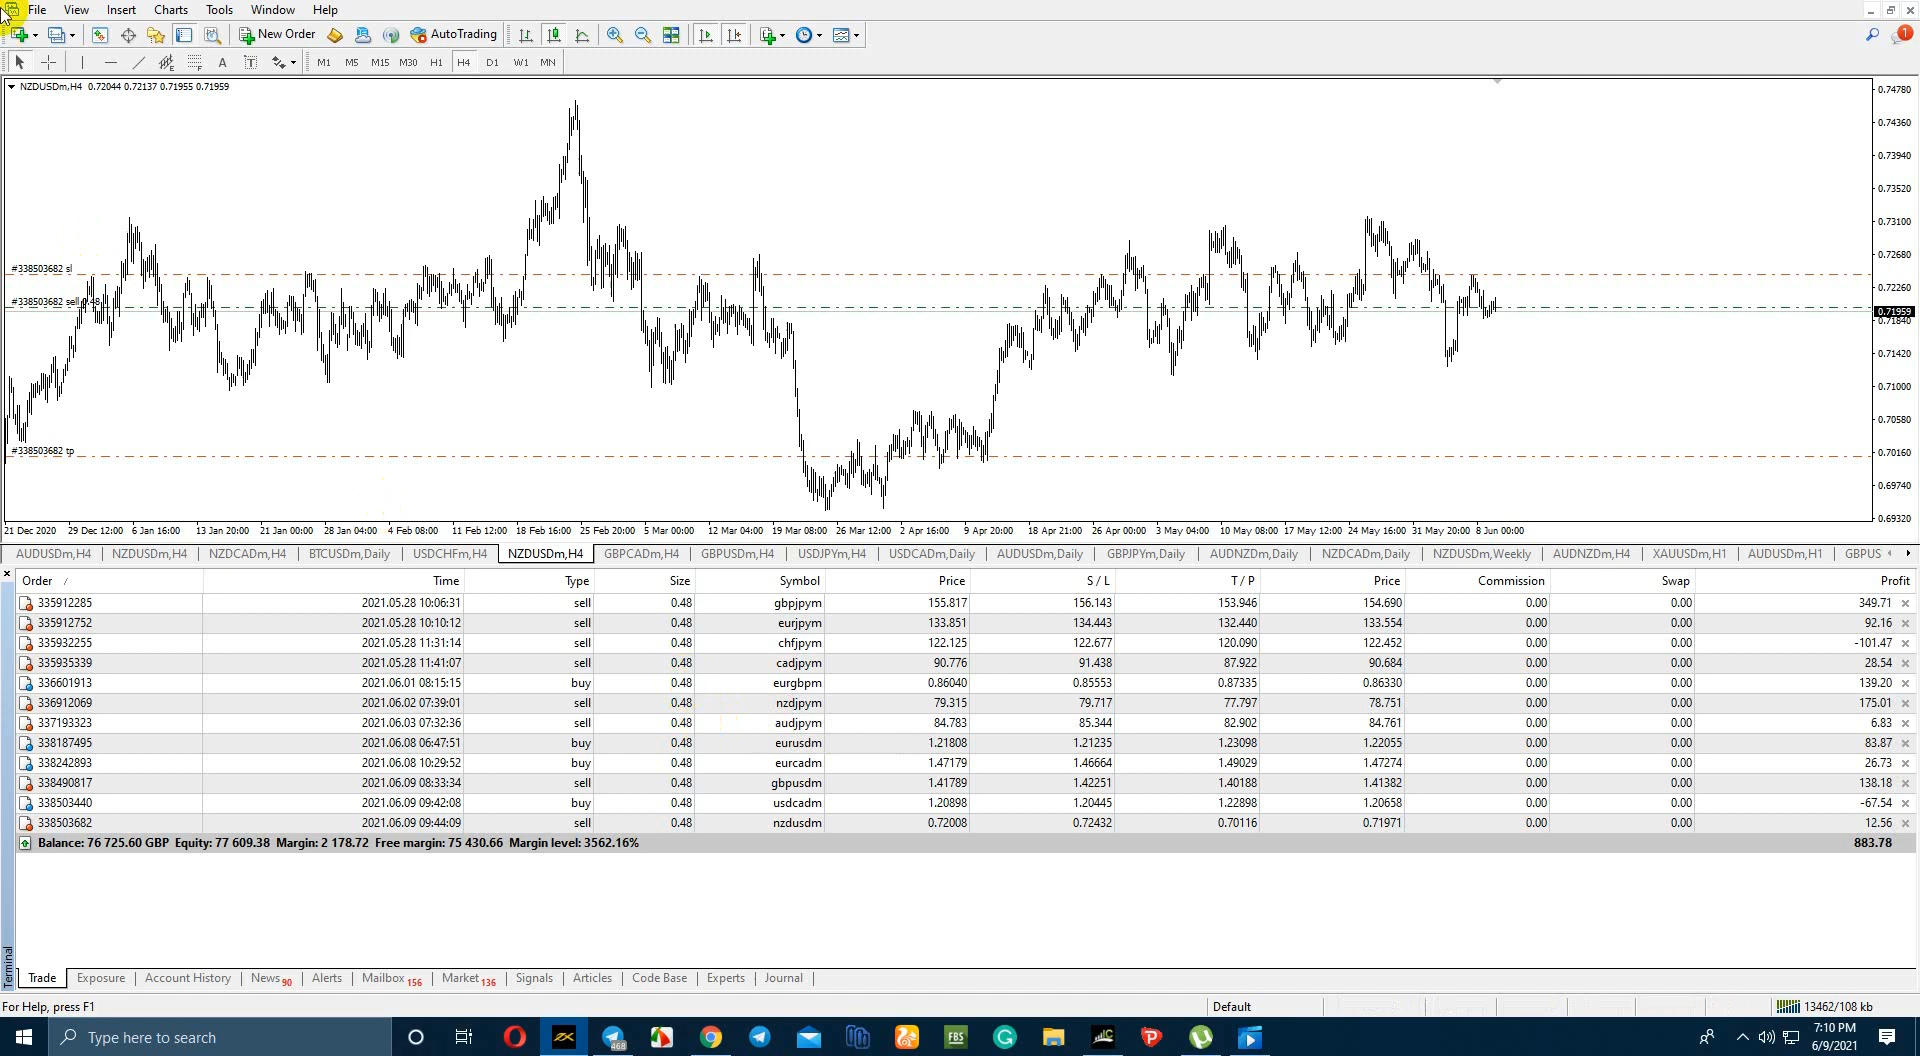 File View Insert Charts Tools Window Help
New Order AutoTrading 1
A T M1 M5 M15 M30 H1 H4 D1 W1 MN
NZDUSDm,H4 0.72044 0.72137 0.71955 0.71959
0.74780
0.74436
0.73940
0.73520
0.73100
#338503682 sl
0.72680
0.72260
#338503682 sell 0.48
0.71959
0.71840
0.71420
0.71000
0.70580
#338503682 tp
0.70160
0.69740
0.69320
21 Dec 2020 29 Dec 12:00 6 Jan 16:00 13 Jan 20:00 21 Jan 00:00 28 Jan 04:00 4 Feb 08:00 11 Feb 12:00 18 Feb 16:00 25 Feb 20:00 5 Mar 00:00 12 Mar 04:00 19 Mar 08:00 26 Mar 12:00 2 Apr 16:00 9 Apr 20:00 18 Apr 21:00 26 Apr 00:00 3 May 04:00 10 May 08:00 17 May 12:00 24 May 16:00 31 May 20:00 8 Jun 00:00
AUDUSDm,H4 NZDUSDm,H4 NZDCADm,H4 BTCUSDm,Daily USDCHFm,H4 NZDUSDm,H4 GBPCADm,H4 GBPUSDm,H4 USDJPYm,H4 USDCADm,Daily AUDUSDm,Daily GBPJPYm,Daily AUDNZDm,Daily NZDCADm,Daily NZDUSDm,Weekly AUDNZDm,H4 XAUUSDm,H1 AUDUSDm,H1 GBPUS
Order / Time Type Size Symbol Price S / L T / P Price Commission Swap Profit
335912285 2021.05.28 10:06:31 sell 0.48 gbpjpym 155.817 156.143 153.946 154.690 0.00 0.00 349.71
335912752 2021.05.28 10:10:12 sell 0.48 eurjpym 133.851 134.443 132.440 133.554 0.00 0.00 92.16
335932255 2021.05.28 11:31:14 sell 0.48 chfjpym 122.125 122.677 120.090 122.452 0.00 0.00 -101.47
335935339 2021.05.28 11:41:07 sell 0.48 cadjpym 90.776 91.438 87.922 90.684 0.00 0.00 28.54
336601913 2021.06.01 08:15:15 buy 0.48 eurgbpm 0.86040 0.85553 0.87335 0.86330 0.00 0.00 139.20
336912069 2021.06.02 07:39:01 sell 0.48 nzdjpym 79.315 79.717 77.797 78.751 0.00 0.00 175.01
337193323 2021.06.03 07:32:36 sell 0.48 audjpym 84.783 85.344 82.902 84.761 0.00 0.00 6.83
338187495 2021.06.08 06:47:51 buy 0.48 eurusdm 1.21808 1.21235 1.23098 1.22055 0.00 0.00 83.87
338242893 2021.06.08 10:29:52 buy 0.48 eurcadm 1.47179 1.46664 1.49029 1.47274 0.00 0.00 26.73
338490817 2021.06.09 08:33:34 sell 0.48 gbpusdm 1.41789 1.42251 1.40188 1.41382 0.00 0.00 138.18
338503440 2021.06.09 09:42:08 buy 0.48 usdcadm 1.20898 1.20445 1.22898 1.20658 0.00 0.00 -67.54
338503682 2021.06.09 09:44:09 sell 0.48 nzdusdm 0.72008 0.72432 0.70116 0.71971 0.00 0.00 12.56
Balance: 76 725.60 GBP Equity: 77 609.38 Margin: 2 178.72 Free margin: 75 430.66 Margin level: 3562.16% 883.78
Terminal
Trade Exposure Account History News 90 Alerts Mailbox 156 Market 136 Signals Articles Code Base Experts Journal
For Help, press F1 Default 13462/108 kb
Type here to search 468 FBS 7:10 PM
6/9/2021